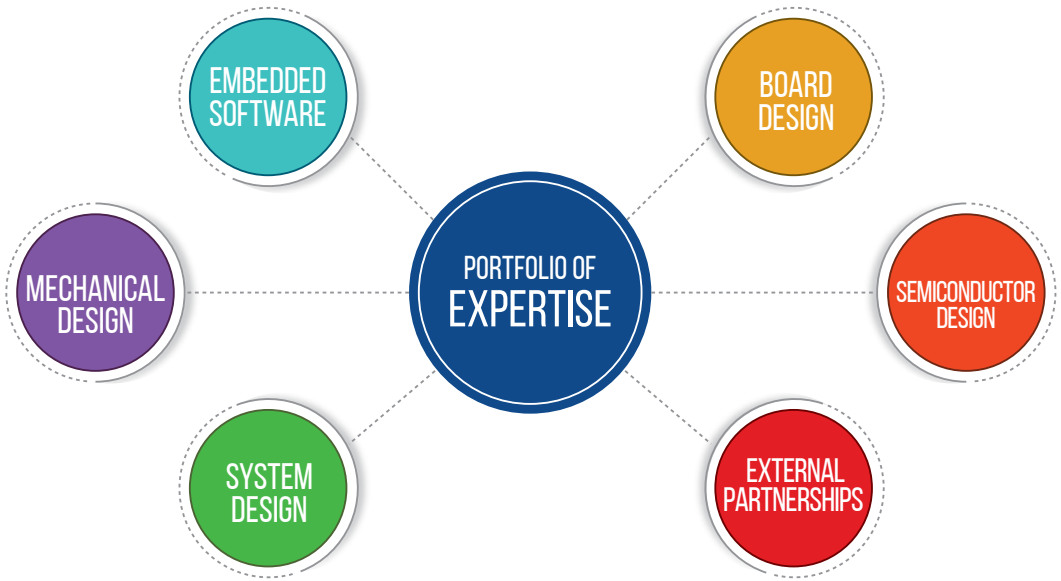 EMBEDDED
SOFTWARE
BOARD
DESIGN
MECHANICAL
DESIGN
PORTFOLIO OF
EXPERTISE
SEMICONDUCTOR
DESIGN
SYSTEM
DESIGN
EXTERNAL
PARTNERSHIPS